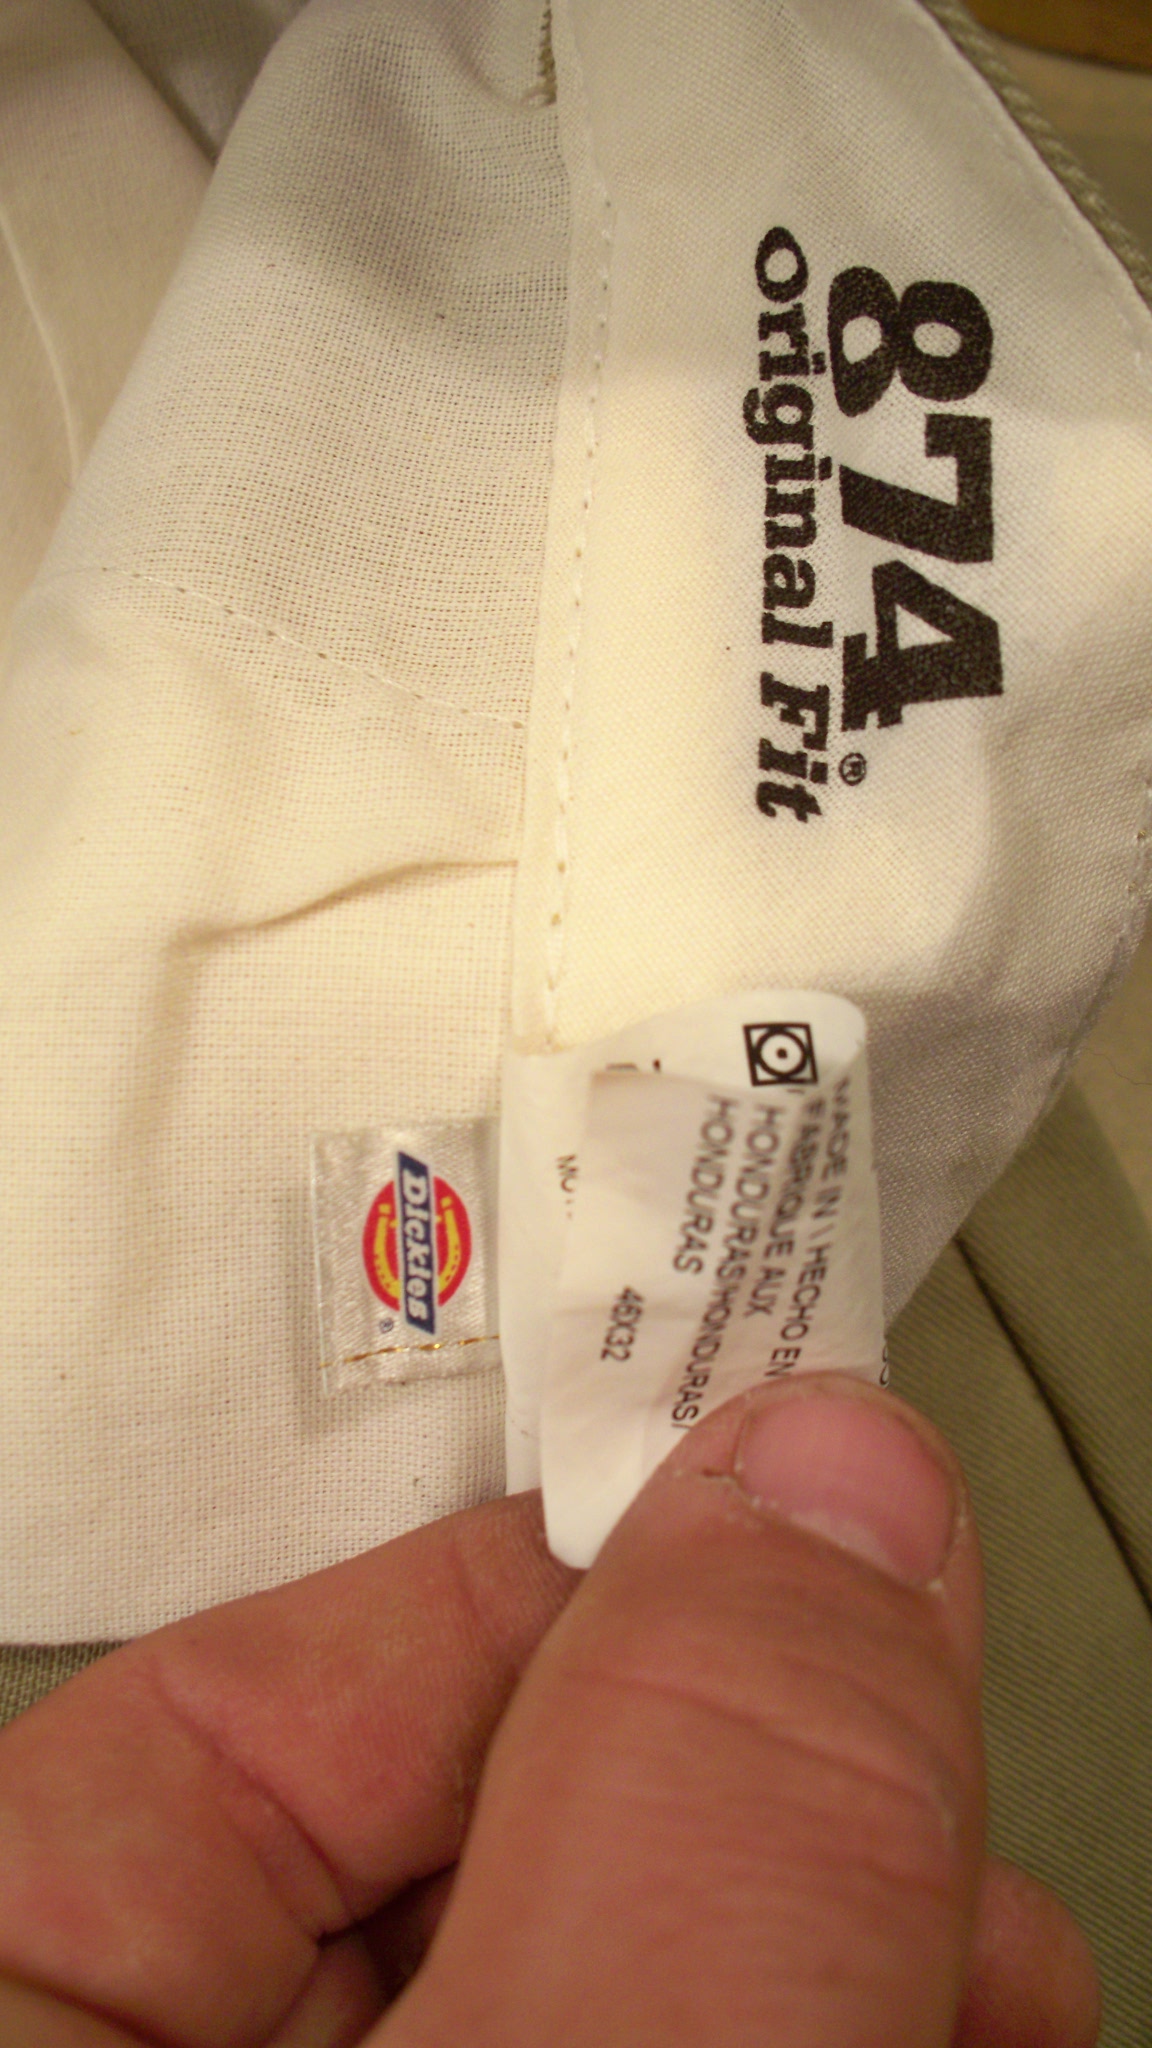 874®
Original Fit
Dickies®
MADE IN \ HECHO EN
FABRIQUE AUX
HONDURAS/HONDURAS/
HONDURAS
46X32